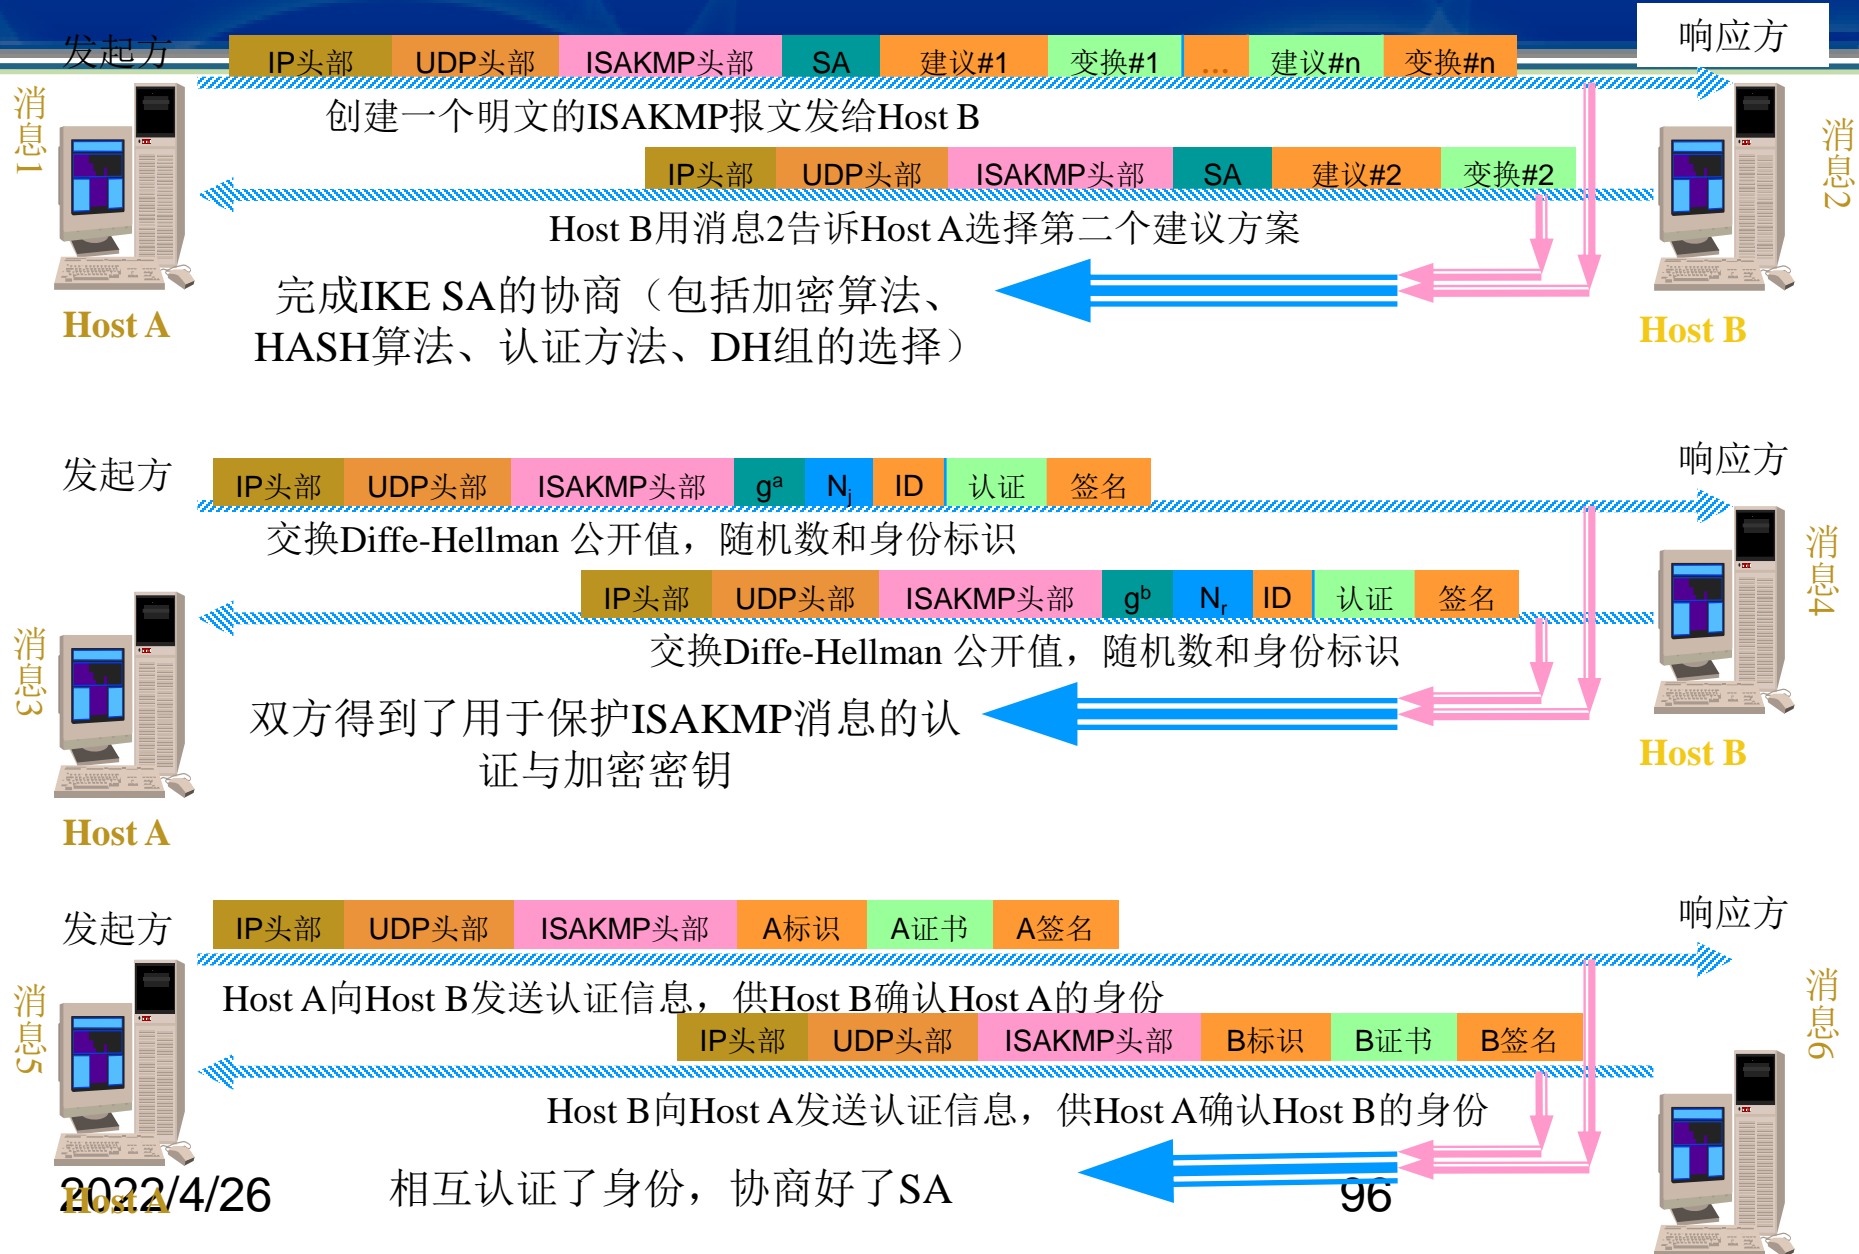 发起方
响应方
IP头部 UDP头部 ISAKMP头部 SA 建议#1 变换#1 … 建议#n 变换#n
消息1
创建一个明文的ISAKMP报文发给Host B
消息2
IP头部 UDP头部 ISAKMP头部 SA 建议#2 变换#2
Host B用消息2告诉Host A选择第二个建议方案
完成IKE SA的协商（包括加密算法、
HASH算法、认证方法、DH组的选择）
Host A
Host B
发起方
响应方
IP头部 UDP头部 ISAKMP头部 gᵃ Nⱼ ID 认证 签名
交换Diffe-Hellman 公开值，随机数和身份标识
消息4
IP头部 UDP头部 ISAKMP头部 gᵇ Nᵣ ID 认证 签名
消息3
交换Diffe-Hellman 公开值，随机数和身份标识
双方得到了用于保护ISAKMP消息的认
证与加密密钥
Host B
Host A
发起方
响应方
IP头部 UDP头部 ISAKMP头部 A标识 A证书 A签名
消息5
Host A向Host B发送认证信息，供Host B确认Host A的身份
消息6
IP头部 UDP头部 ISAKMP头部 B标识 B证书 B签名
Host B向Host A发送认证信息，供Host A确认Host B的身份
相互认证了身份，协商好了SA
Host A
2022/4/26
96